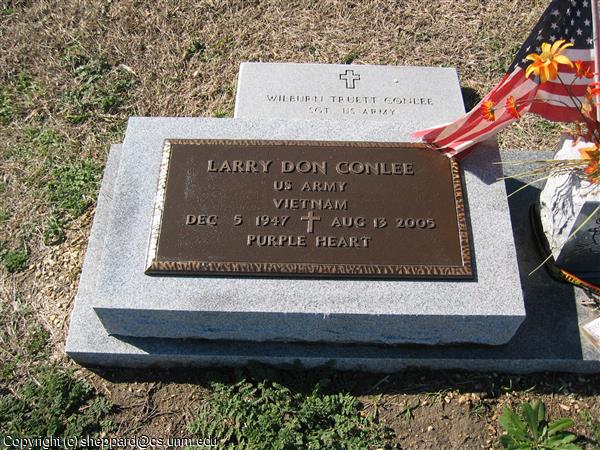 WILBURN TRUETT CONLEE
SGT US ARMY
LARRY DON CONLEE
US ARMY
VIETNAM
DEC 5 1947 AUG 13 2005
PURPLE HEART
Copyright (c) sheppard@cs.unm.edu